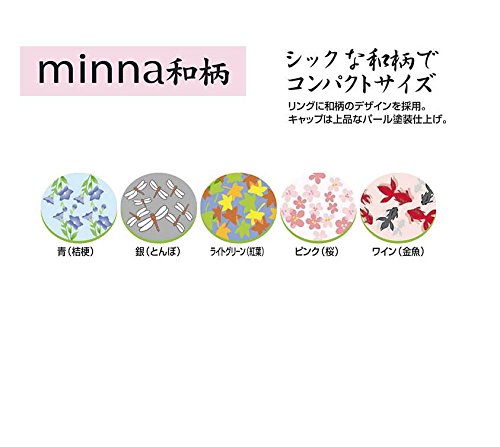 minna和柄
シックな和柄で
コンパクトサイズ
リングに和柄のデザインを採用。
キャップは上品なパール塗装仕上げ。
青(桔梗)
銀(とんぼ)
ライトグリーン(紅葉)
ピンク(桜)
ワイン(金魚)